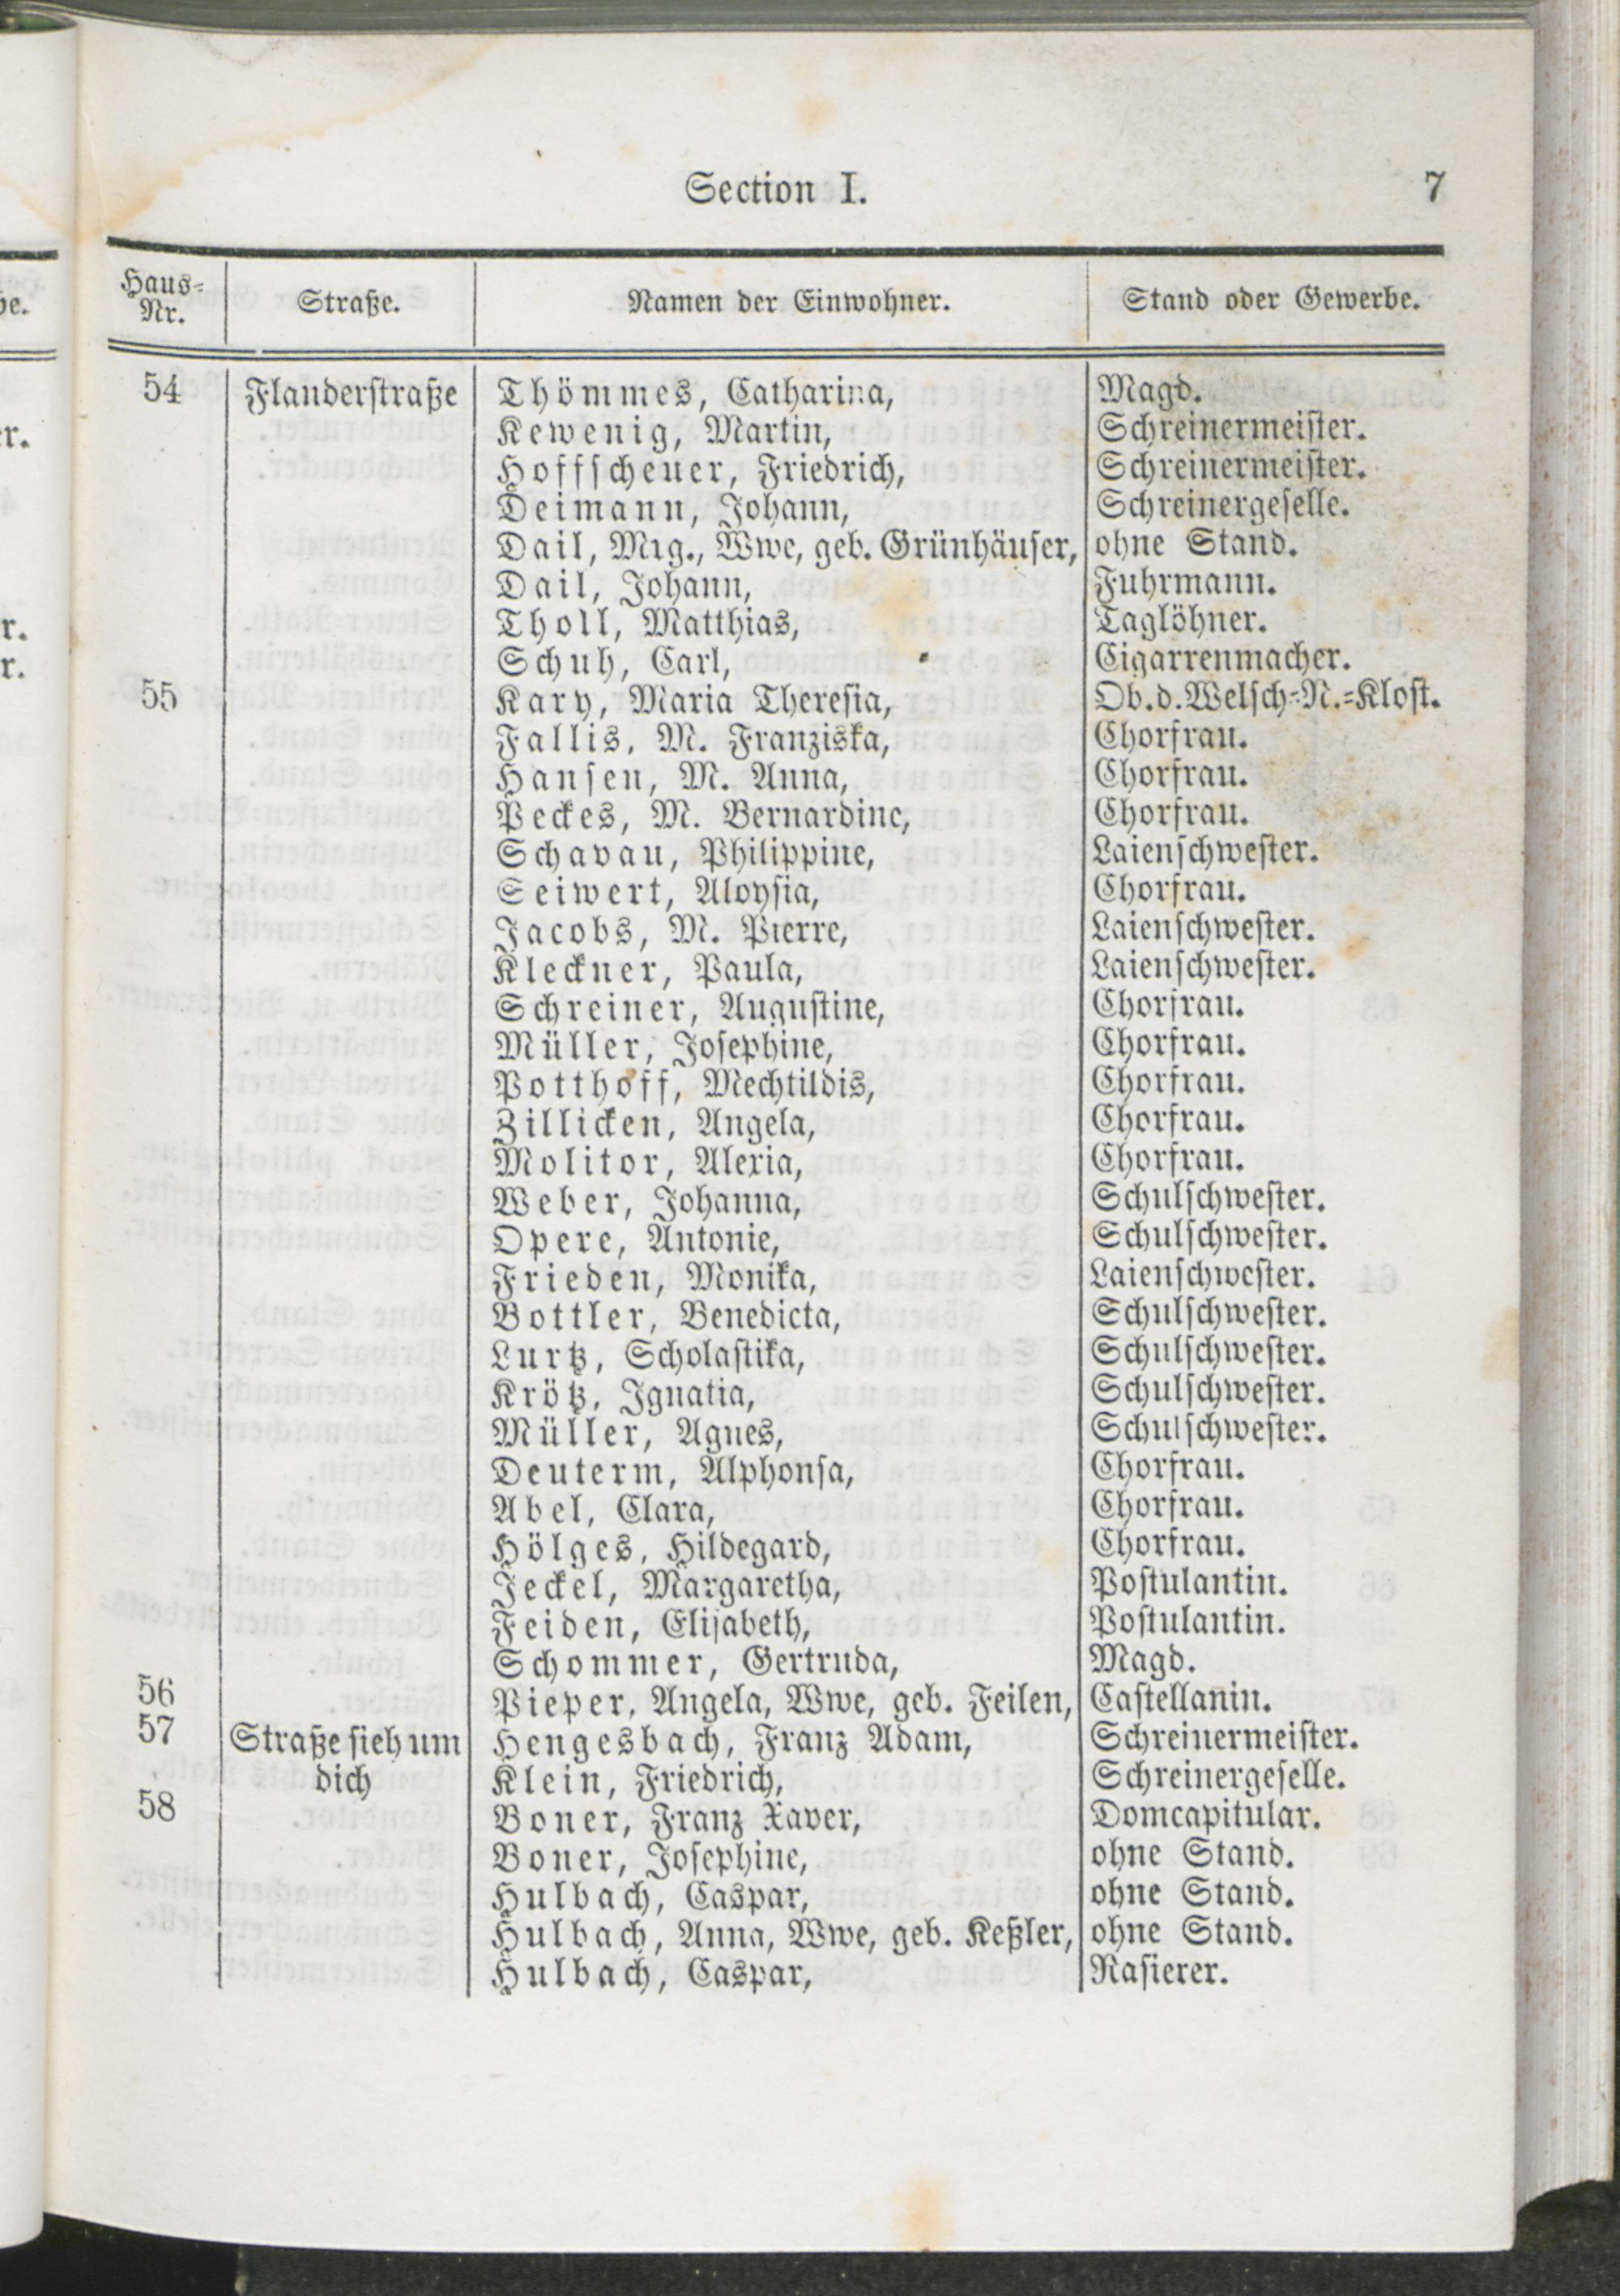 Section I.
7
Haus-
Nr.
Straße.
Namen der Einwohner.
Stand oder Gewerbe.
54 Flanderstraße Thömmes, Catharina, Magd.
Kewenig, Martin, Schreinermeister.
Hoffscheuer, Friedrich, Schreinermeister.
Deimann, Johann, Schreinergeselle.
Dail, Mrg., Wwe, geb. Grünhäuser, ohne Stand.
Dail, Johann, Fuhrmann.
Tholl, Matthias, Taglöhner.
Schuh, Carl, Cigarrenmacher.
55 Kary, Maria Theresia, Ob. d. Welsch-N.-Klost.
Fallis, M. Franziska, Chorfrau.
Hansen, M. Anna, Chorfrau.
Peckes, M. Bernardine, Chorfrau.
Schavau, Philippine, Laienschwester.
Seiwert, Aloysia, Chorfrau.
Jacobs, M. Pierre, Laienschwester.
Kleckner, Paula, Laienschwester.
Schreiner, Augustine, Chorfrau.
Müller, Josephine, Chorfrau.
Potthoff, Mechtildis, Chorfrau.
Zillicken, Angela, Chorfrau.
Molitor, Alexia, Chorfrau.
Weber, Johanna, Schulschwester.
Opere, Antonie, Schulschwester.
Frieden, Monika, Laienschwester.
Bottler, Benedicta, Schulschwester.
Lurtz, Scholastika, Schulschwester.
Krötz, Ignatia, Schulschwester.
Müller, Agnes, Schulschwester.
Deuterm, Alphonsa, Chorfrau.
Abel, Clara, Chorfrau.
Hölges, Hildegard, Chorfrau.
Jeckel, Margaretha, Postulantin.
Feiden, Elisabeth, Postulantin.
Schommer, Gertruda, Magd.
56 Pieper, Angela, Wwe, geb. Feilen, Castellanin.
57 Straße sieh um Hengesbach, Franz Adam, Schreinermeister.
dich Klein, Friedrich, Schreinergeselle.
58 Boner, Franz Xaver, Domcapitular.
Boner, Josephine, ohne Stand.
Hulbach, Caspar, ohne Stand.
Hulbach, Anna, Wwe, geb. Keßler, ohne Stand.
Hulbach, Caspar, Rasierer.